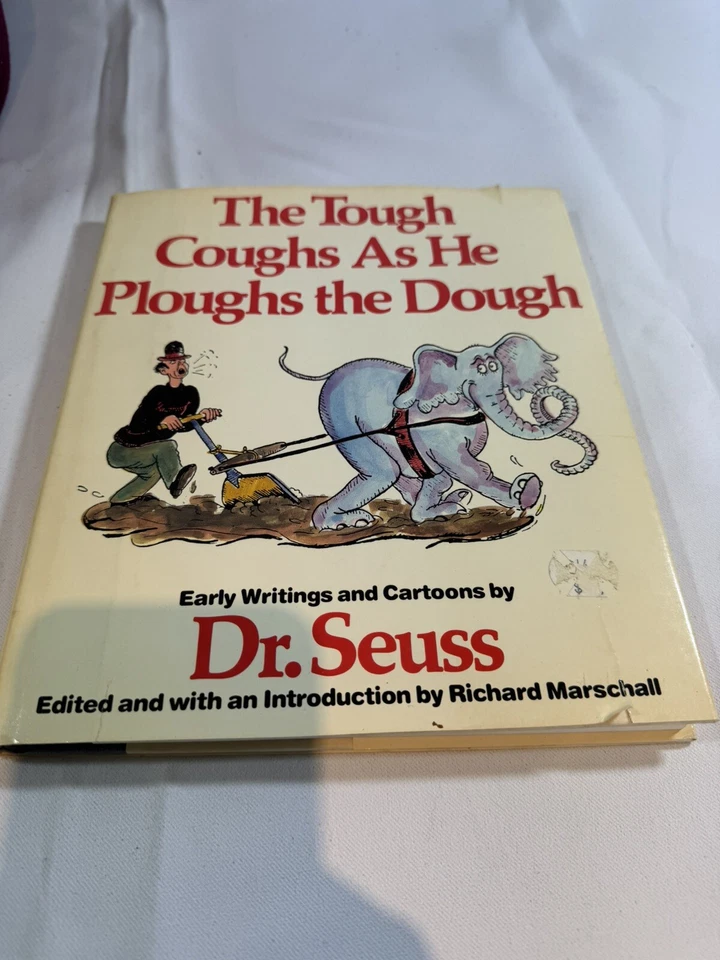 The Tough
Coughs As He
Ploughs the Dough
Early Writings and Cartoons by
Dr. Seuss
Edited and with an Introduction by Richard Marschall